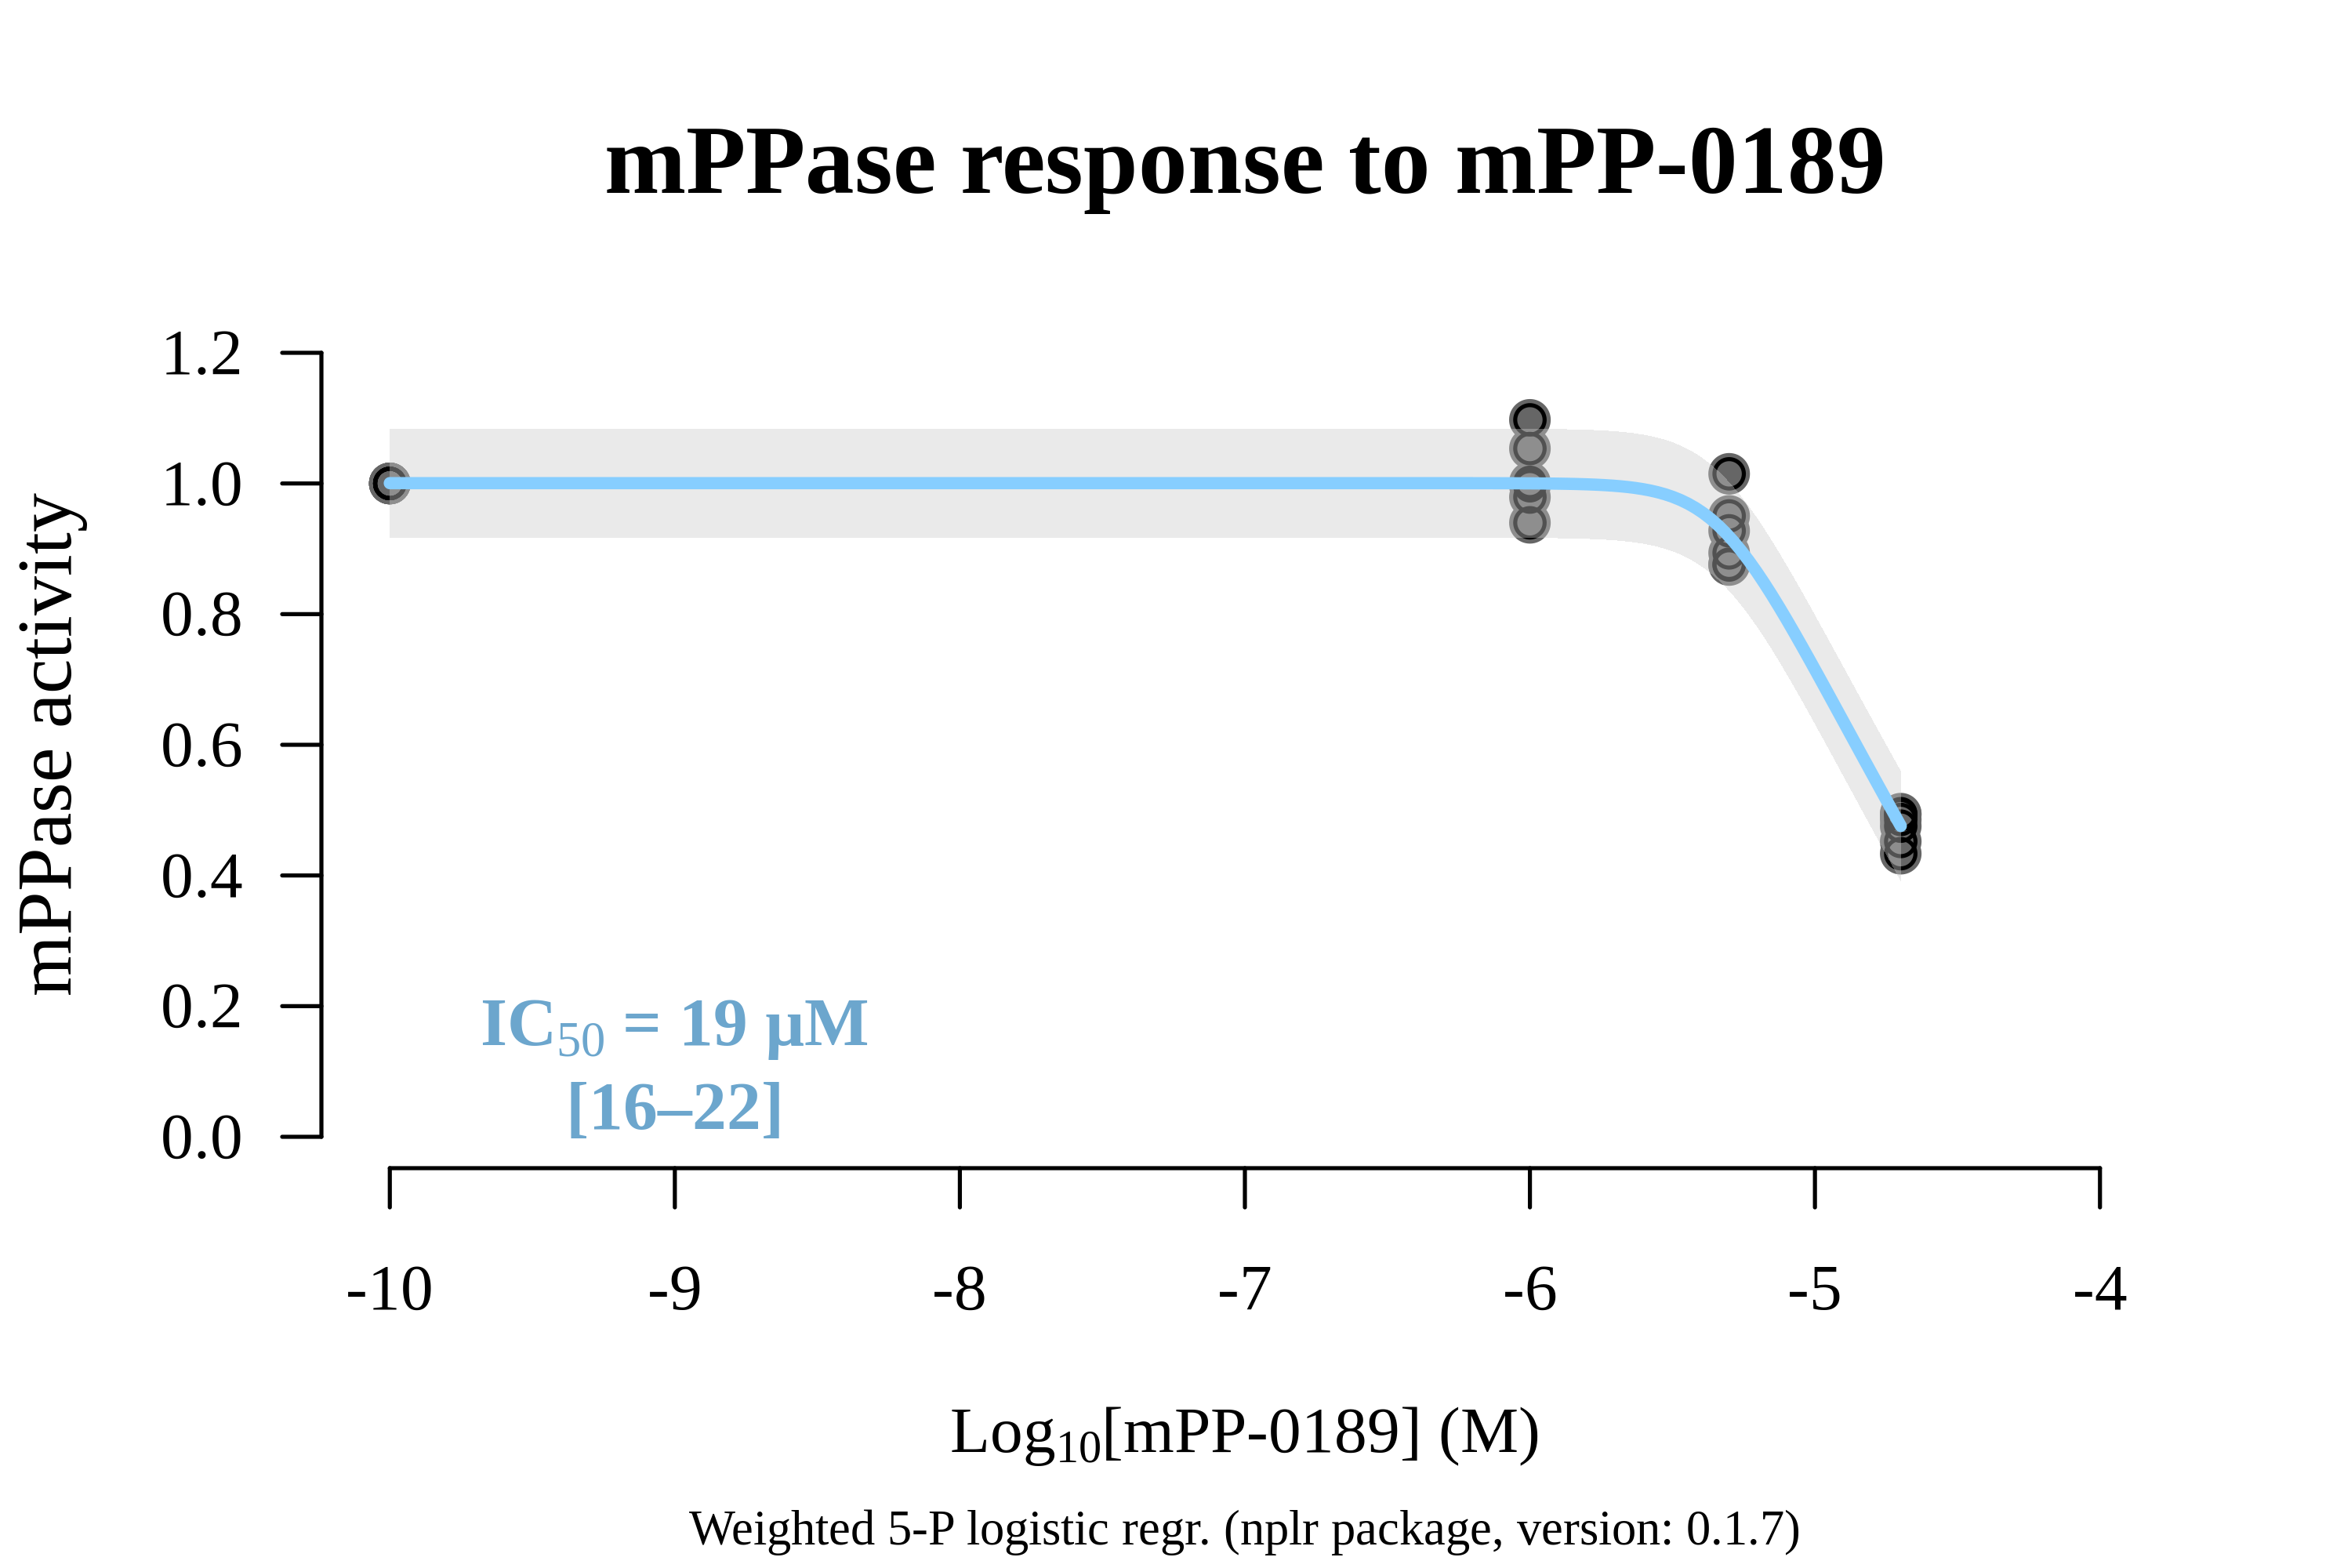 mPPase response to mPP-0189
mPPase activity
1.2
1.0
0.8
0.6
0.4
0.2
0.0
IC50 = 19 µM
[16–22]
-10 -9 -8 -7 -6 -5 -4
Log10[mPP-0189] (M)
Weighted 5-P logistic regr. (nplr package, version: 0.1.7)